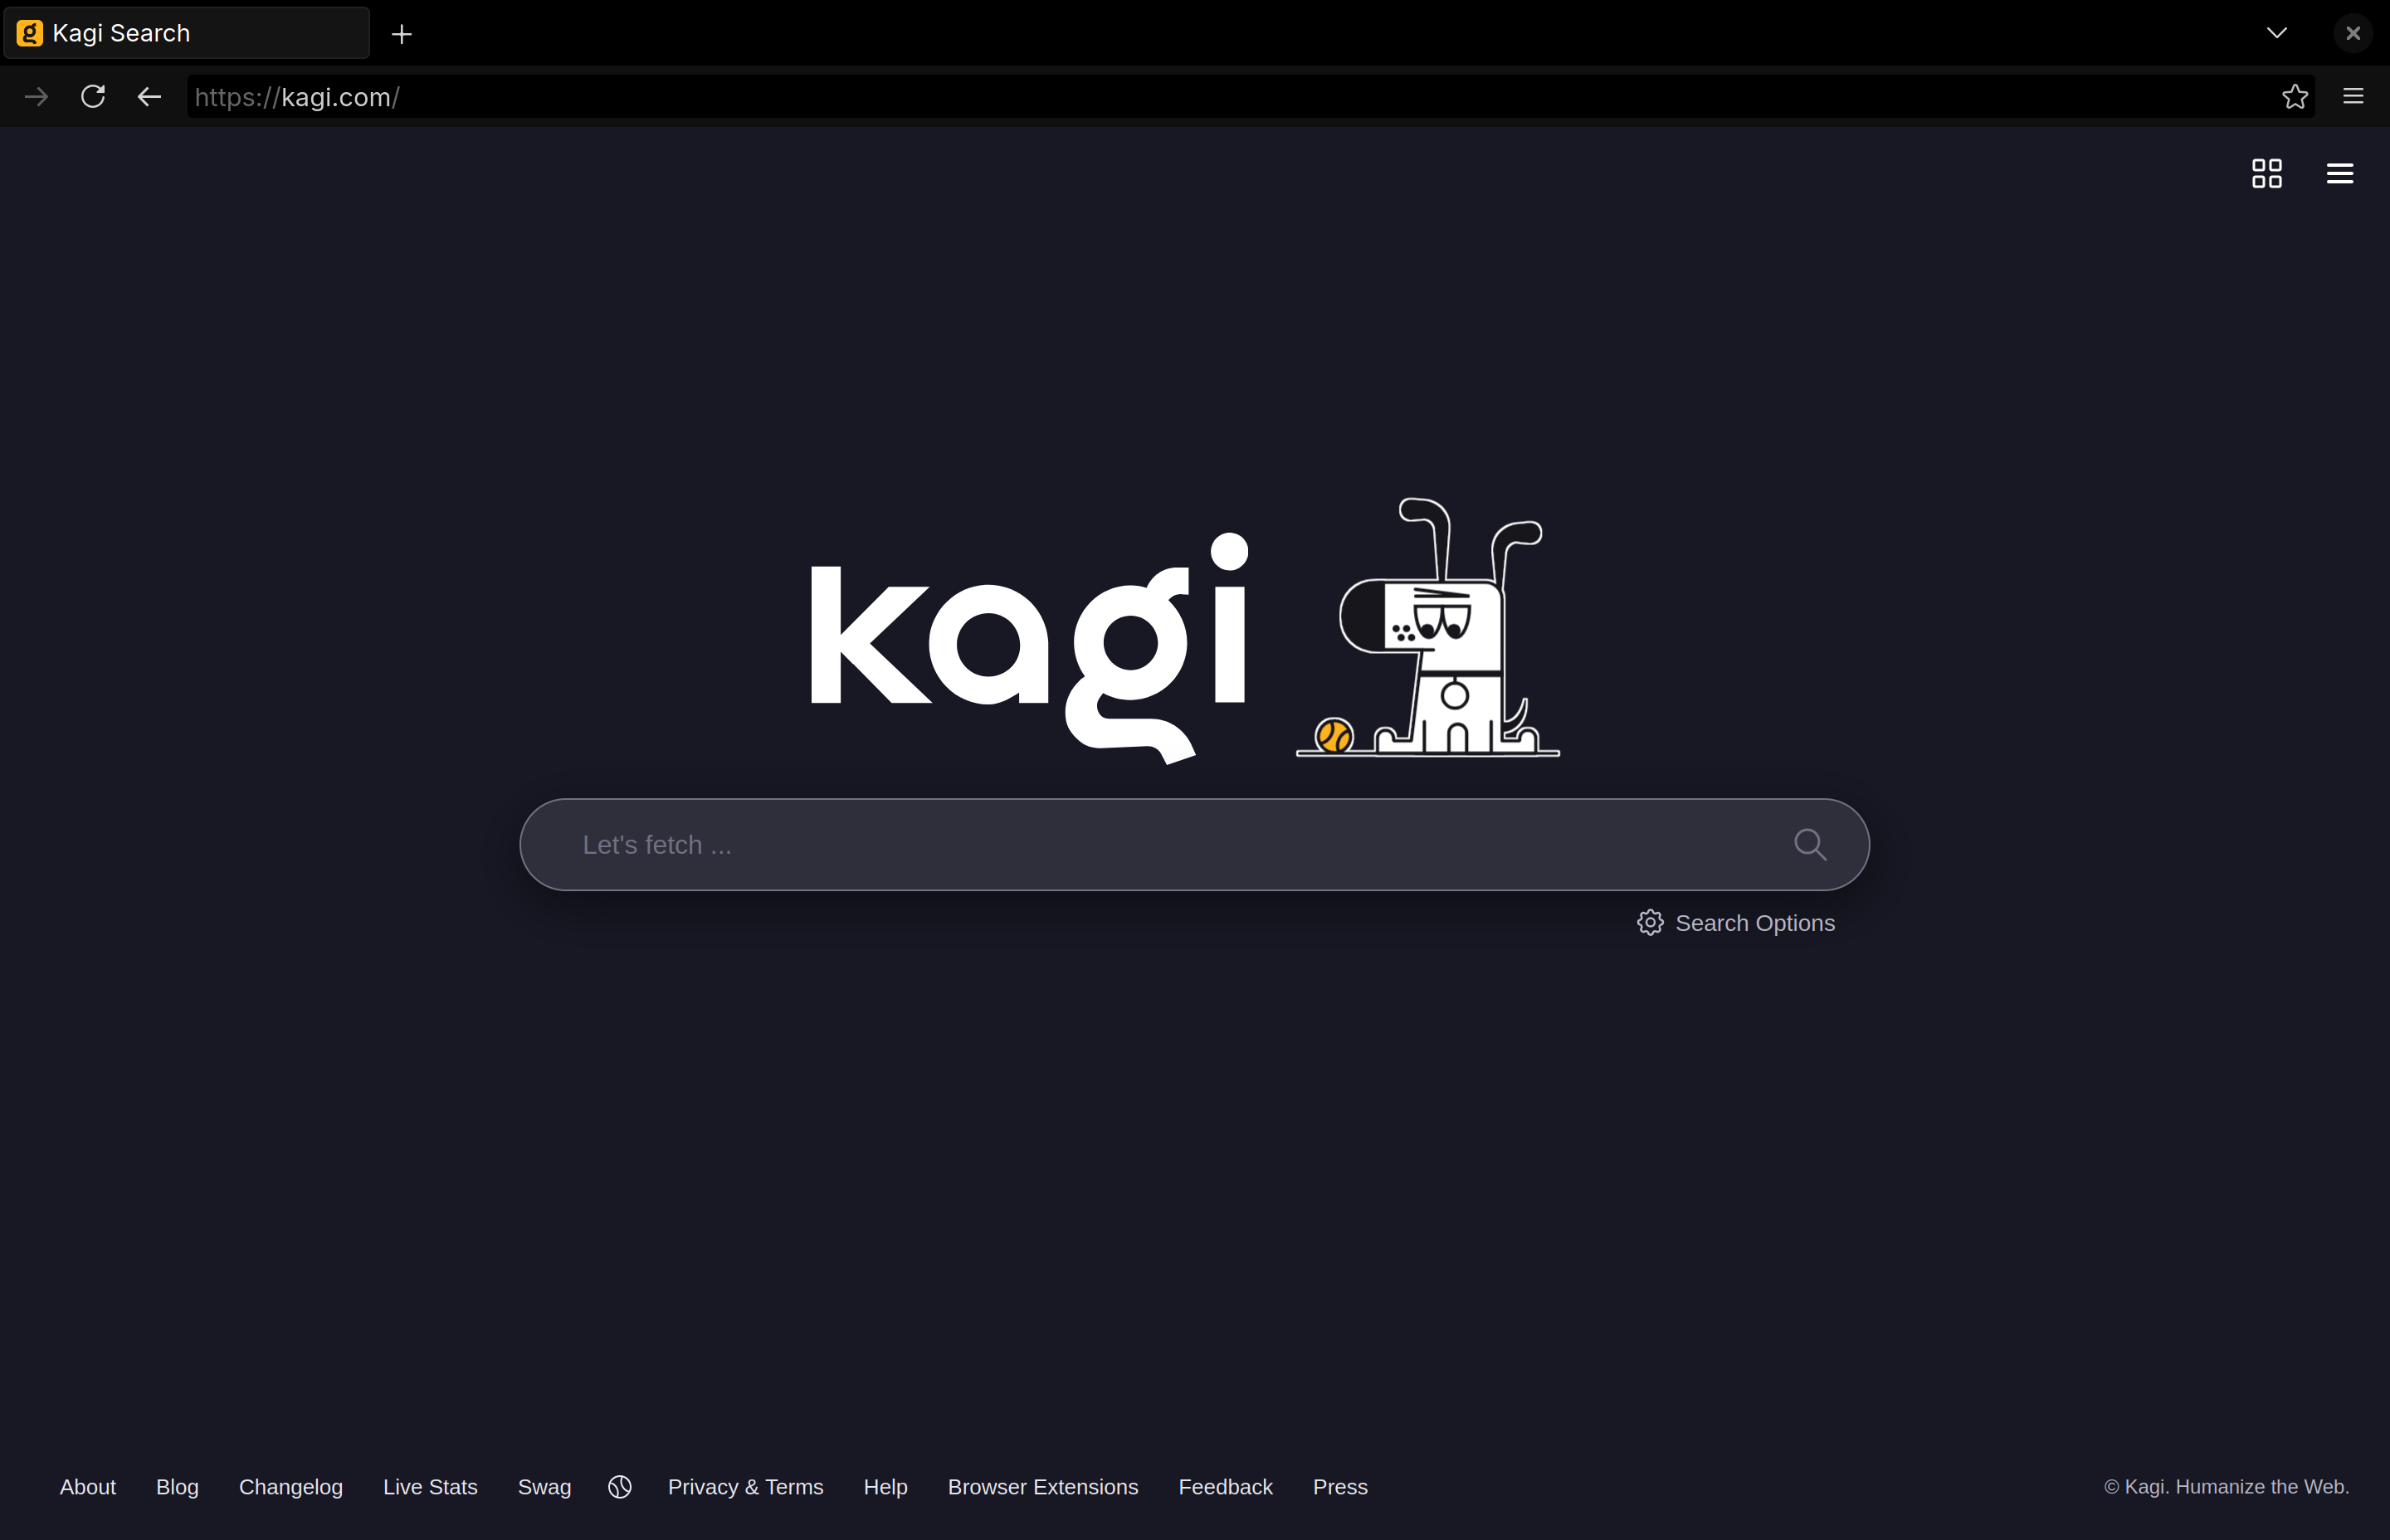 Kagi Search
https://kagi.com/
kagi
Let's fetch ...
Search Options
About Blog Changelog Live Stats Swag Privacy & Terms Help Browser Extensions Feedback Press © Kagi. Humanize the Web.